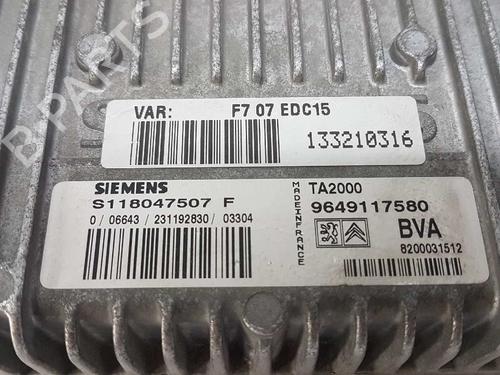 B-PARTS
VAR: F7 07 EDC15
133210316
SIEMENS
S118047507 F
0 / 06643 / 231192830 / 03304
MADE IN FRANCE
TA2000
9649117580
BVA
8200031512